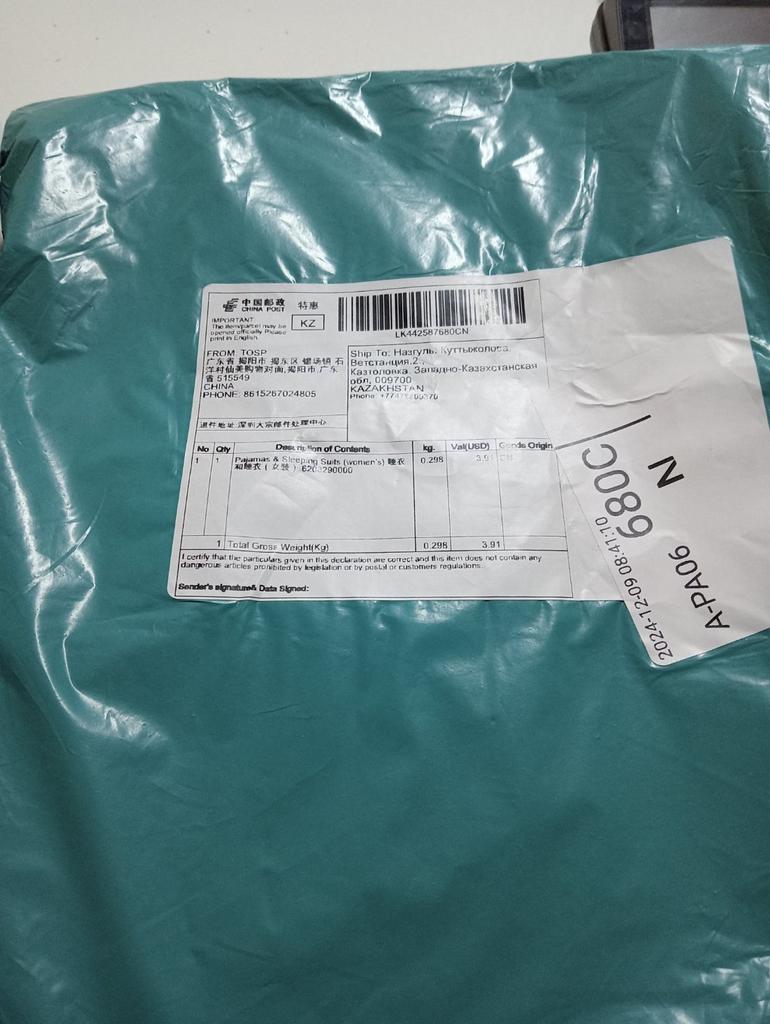 中国邮政
CHINA POST
特惠
IMPORTANT
The item/parcel may be
opened officially Please
print in English
KZ
LK442587680CN
FROM: TOSP
广东省 揭阳市 揭东区 锡场镇 石
洋村仙美购物对面,揭阳市,广东
省 515549
CHINA
PHONE: 8615267024805
退件地址:深圳大宗邮件处理中心
Ship To: Назгуль. Куттыжолова.
Ветстанция,2
Казтоловка, Западно-Казахстанская
обл, 009700
KAZAKHSTAN
Phone:
No Qty Description of Contents kg. Val(USD) Goods Origin
1 1 Pajamas & Sleeping Suits (women's) 睡衣 0.298 3.91 CN
和睡衣(女装) 6203290000
1 Total Gross Weight(Kg) 0.298 3.91
I certify that the particulars given in this declaration are correct and this item does not contain any
dangerous articles prohibited by legislation or by postal or customers regulations.
Sender's signature& Data Signed:
2024-12-09 08:41:10
680C
A-PA06 N